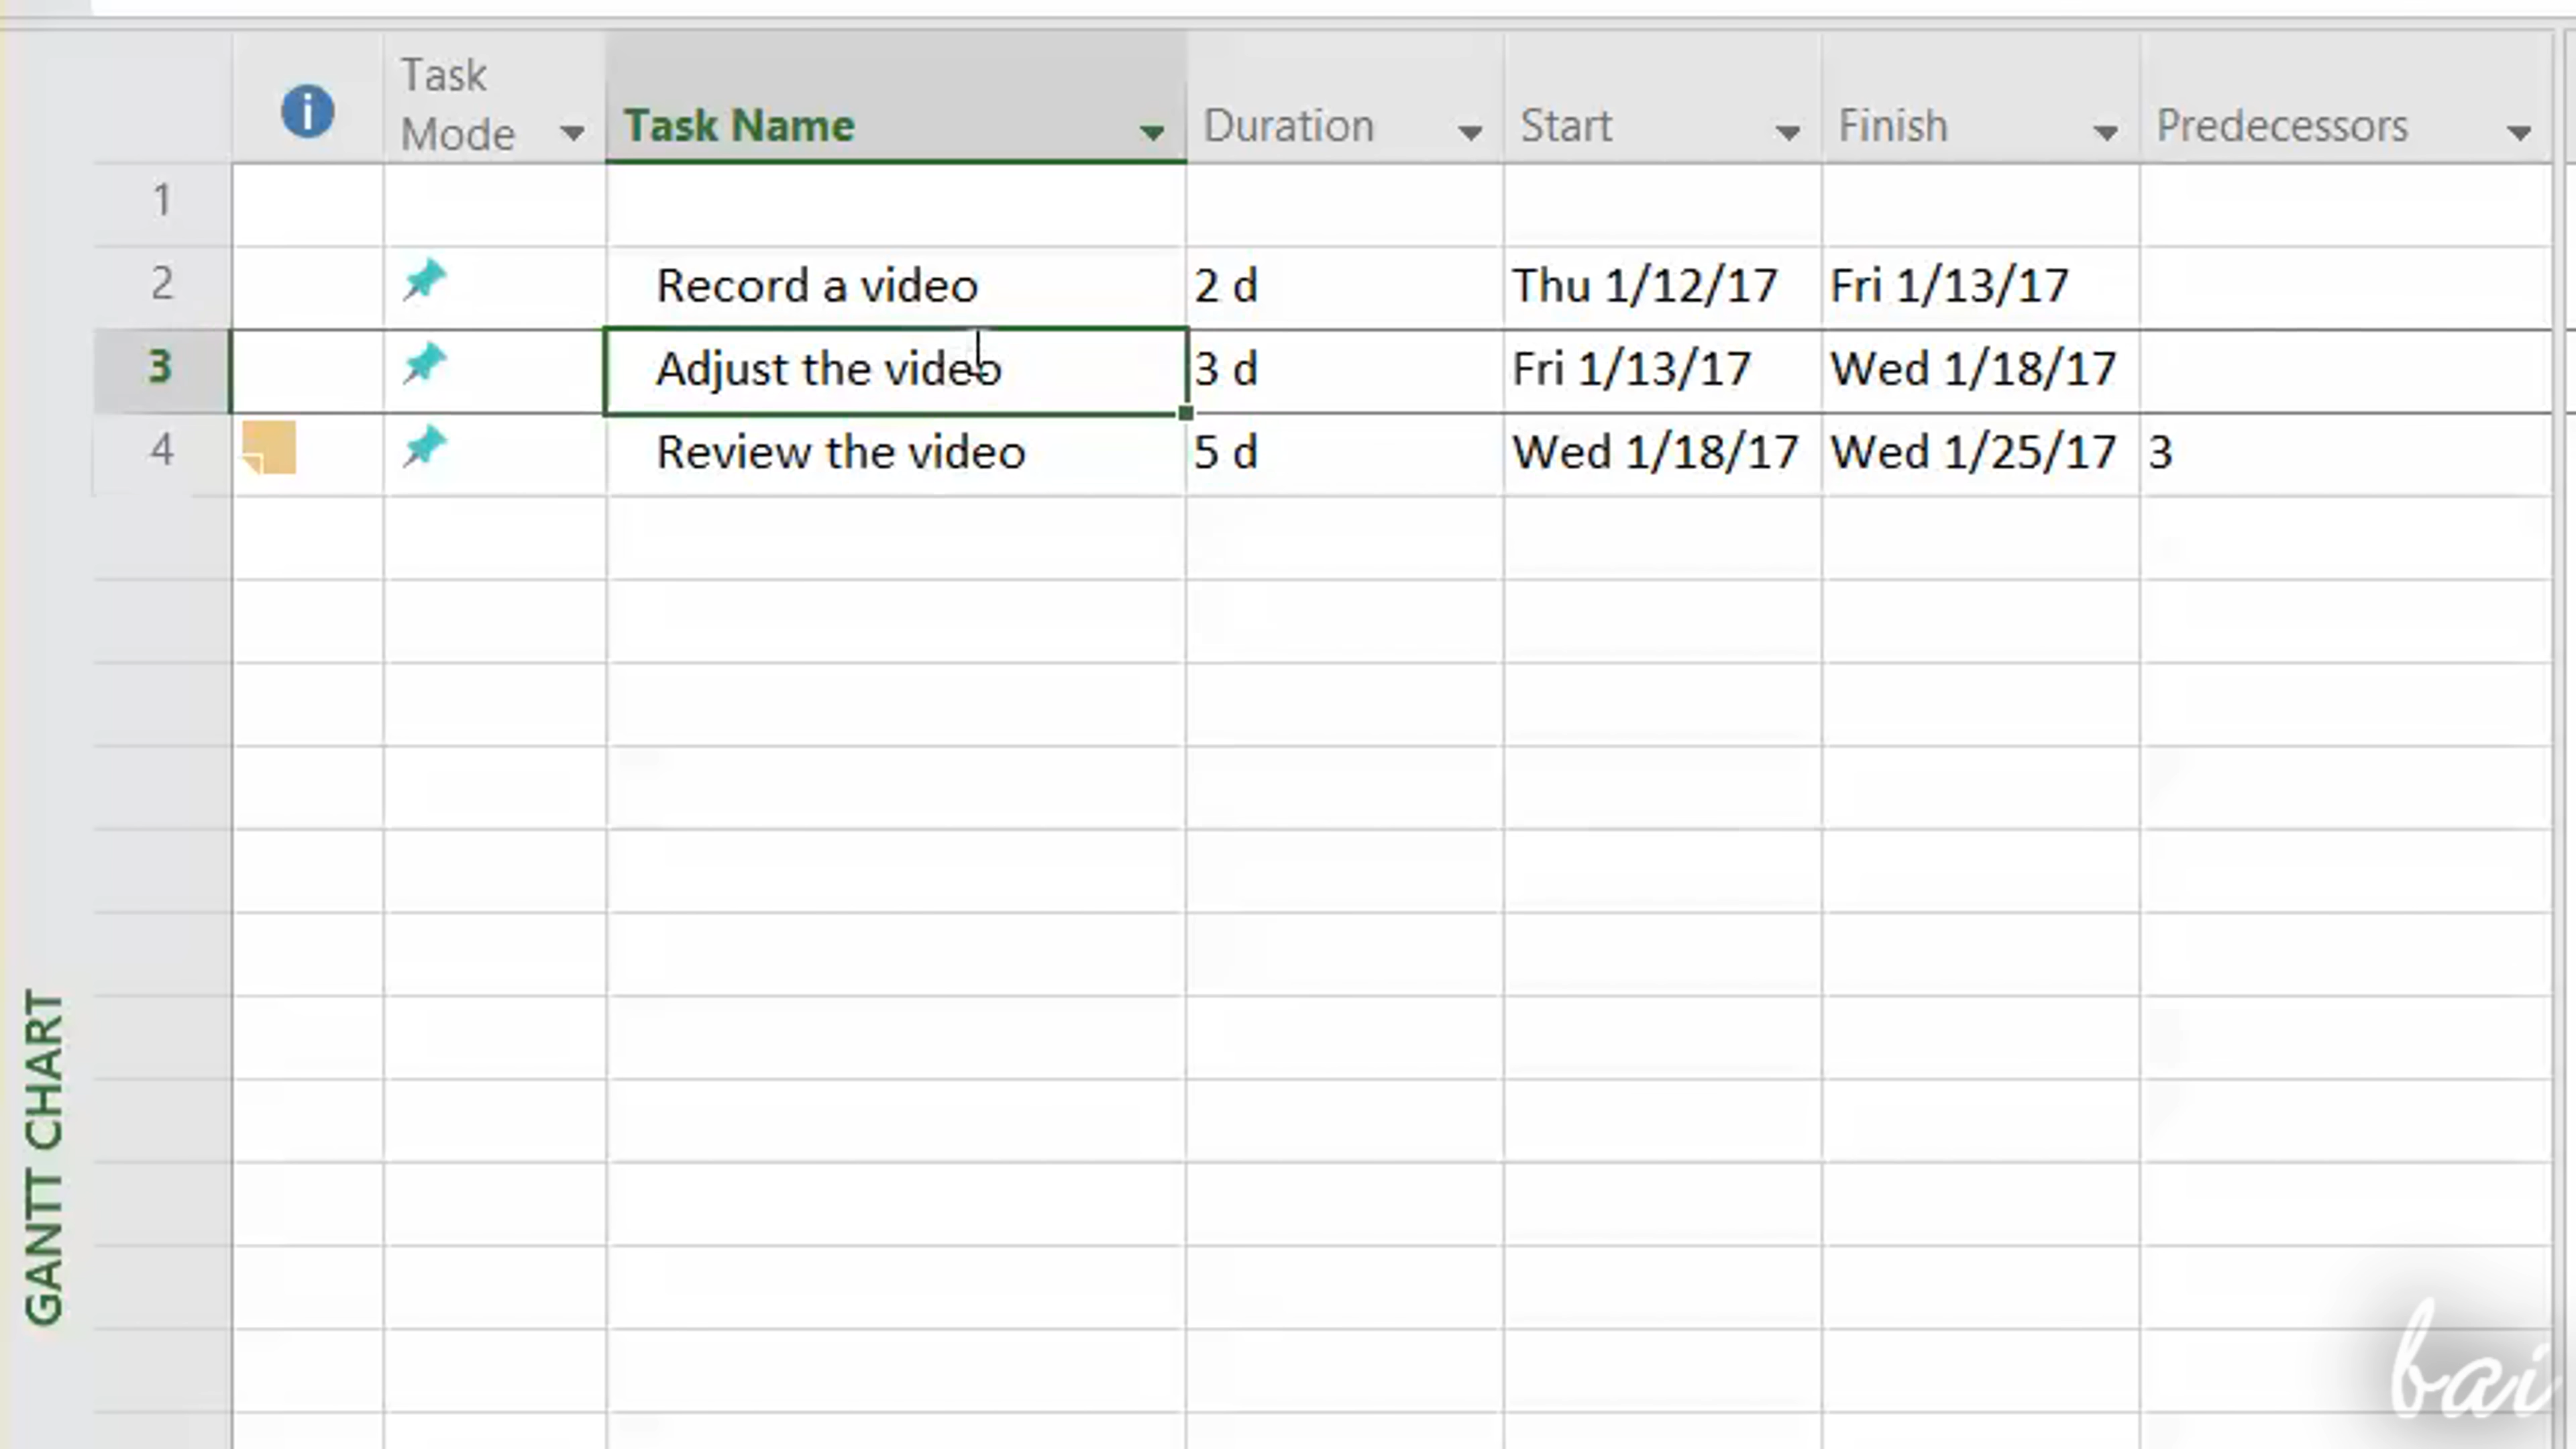 Task Mode Task Name Duration Start Finish Predecessors
1
2 Record a video 2 d Thu 1/12/17 Fri 1/13/17
3 Adjust the video 3 d Fri 1/13/17 Wed 1/18/17
4 Review the video 5 d Wed 1/18/17 Wed 1/25/17 3
GANTT CHART
bai